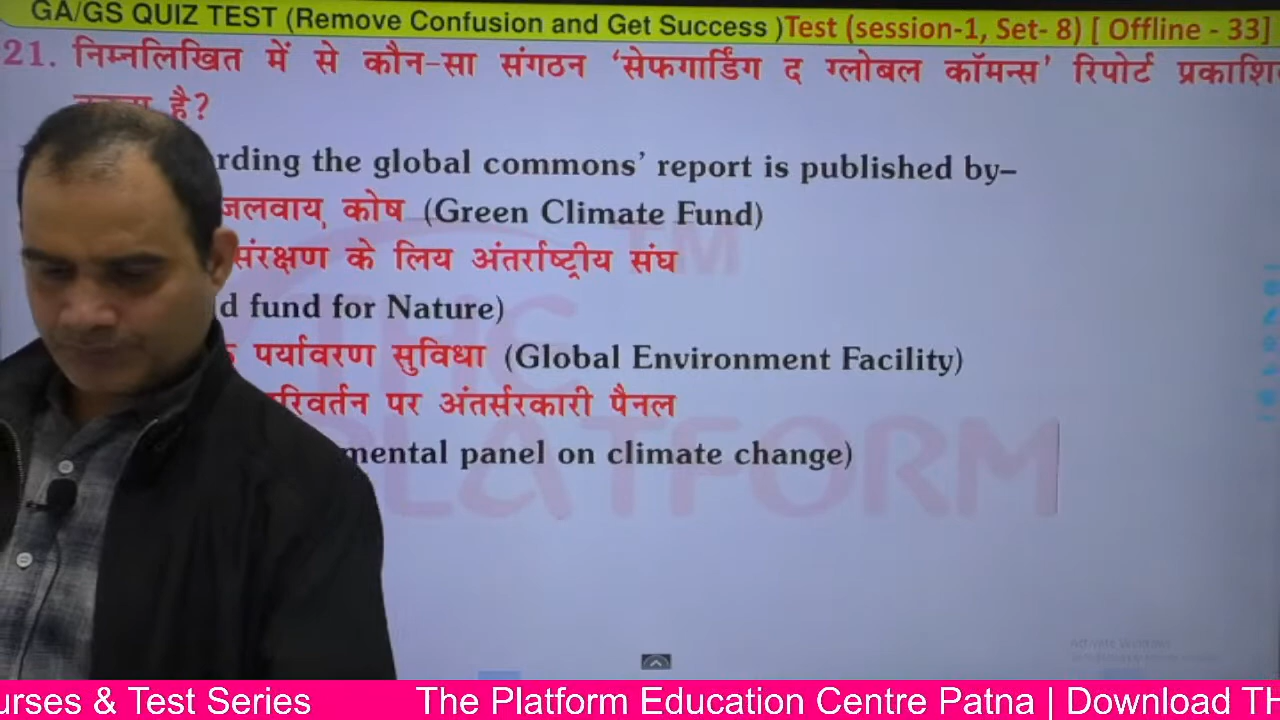 GA/GS QUIZ TEST (Remove Confusion and Get Success )Test (session-1, Set- 8) [ Offline - 33]
21. निम्नलिखित में से कौन-सा संगठन ‘सेफगार्डिंग द ग्लोबल कॉमन्स’ रिपोर्ट प्रकाशि
है?
rding the global commons’ report is published by–
जलवायु कोष (Green Climate Fund)
संरक्षण के लिय अंतर्राष्ट्रीय संघ
d fund for Nature)
पर्यावरण सुविधा (Global Environment Facility)
रिवर्तन पर अंतर्सरकारी पैनल
mental panel on climate change)
THE PLATFORM
TM
urses & Test Series The Platform Education Centre Patna | Download TH